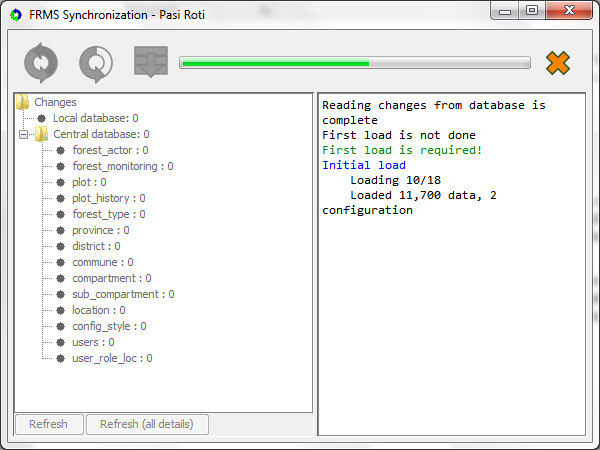 FRMS Synchronization - Pasi Roti
Changes
Local database: 0
Central database: 0
forest_actor : 0
forest_monitoring : 0
plot : 0
plot_history : 0
forest_type : 0
province : 0
district : 0
commune : 0
compartment : 0
sub_compartment : 0
location : 0
config_style : 0
users : 0
user_role_loc : 0
Refresh
Refresh (all details)
Reading changes from database is
complete
First load is not done
First load is required!
Initial load
Loading 10/18
Loaded 11,700 data, 2
configuration